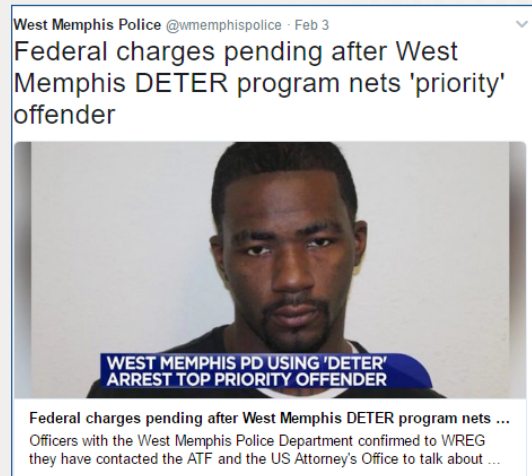 West Memphis Police @wmemphispolice · Feb 3
Federal charges pending after West
Memphis DETER program nets 'priority'
offender
WEST MEMPHIS PD USING 'DETER'
ARREST TOP PRIORITY OFFENDER
Federal charges pending after West Memphis DETER program nets ...
Officers with the West Memphis Police Department confirmed to WREG
they have contacted the ATF and the US Attorney's Office to talk about ...